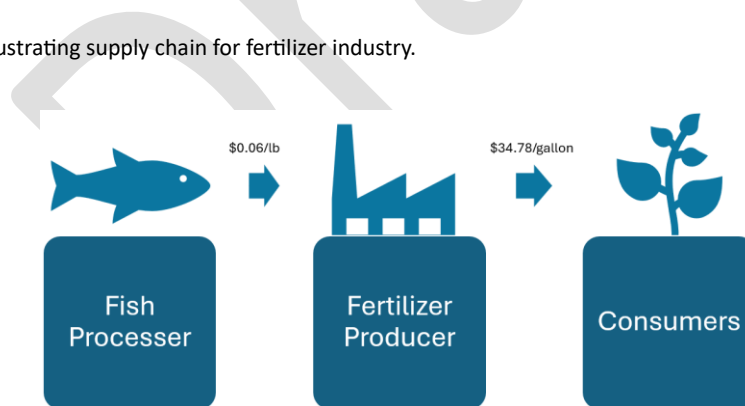 ustrating supply chain for fertilizer industry.
$0.06/lb
$34.78/gallon
Fish
Processer
Fertilizer
Producer
Consumers